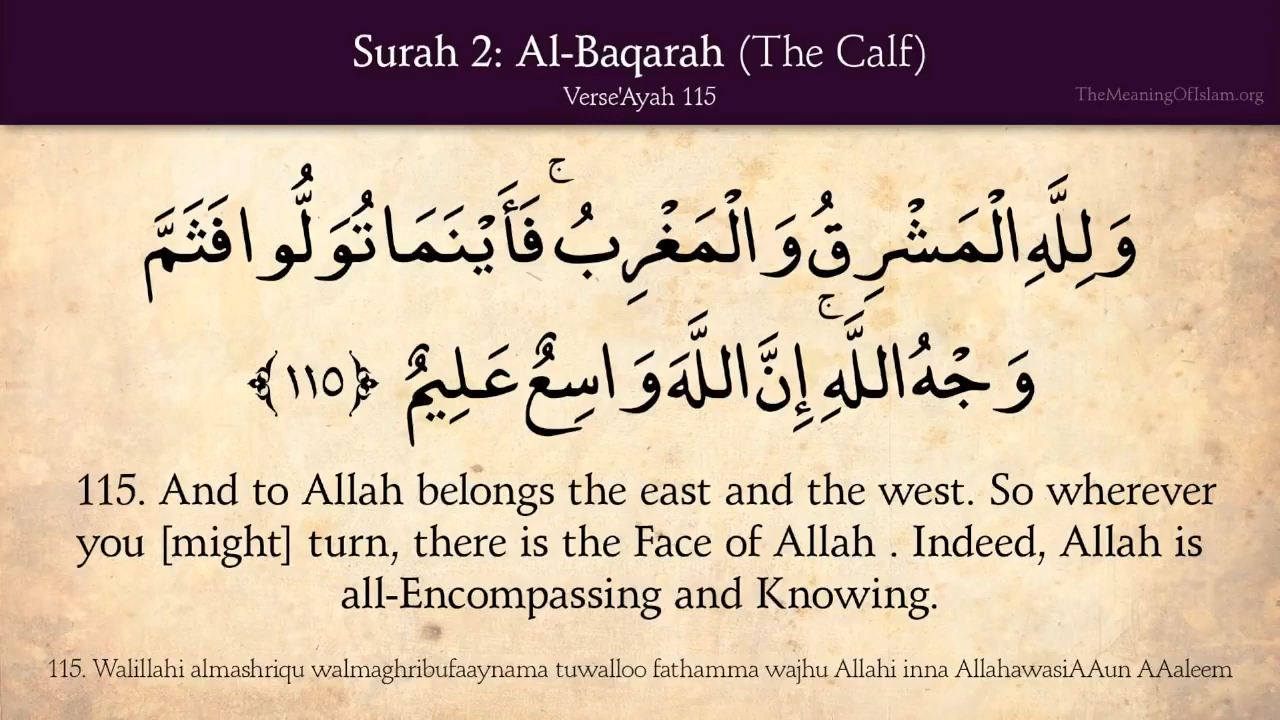 Surah 2: Al-Baqarah (The Calf)
Verse'Ayah 115
TheMeaningOfIslam.org
وَلِلَّهِ الْمَشْرِقُ وَالْمَغْرِبُ ۚ فَأَيْنَمَا تُوَلُّوا فَثَمَّ
وَجْهُ اللَّهِ ۚ إِنَّ اللَّهَ وَاسِعٌ عَلِيمٌ ﴿١١٥﴾
115. And to Allah belongs the east and the west. So wherever
you [might] turn, there is the Face of Allah . Indeed, Allah is
all-Encompassing and Knowing.
115. Walillahi almashriqu walmaghribufaaynama tuwalloo fathamma wajhu Allahi inna AllahawasiAAun AAaleem